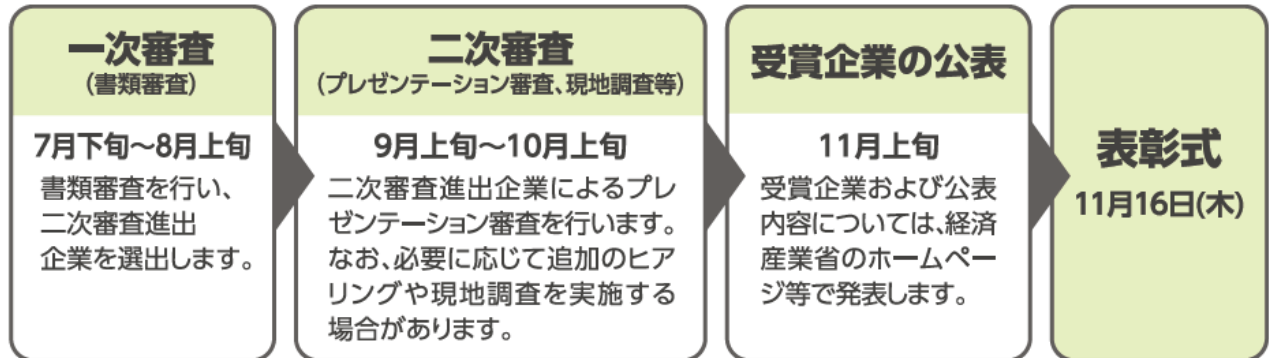 一次審査
(書類審査)
7月下旬〜8月上旬
書類審査を行い、
二次審査進出
企業を選出します。
二次審査
(プレゼンテーション審査、現地調査等)
9月上旬〜10月上旬
二次審査進出企業によるプレ
ゼンテーション審査を行います。
なお、必要に応じて追加のヒア
リングや現地調査を実施する
場合があります。
受賞企業の公表
11月上旬
受賞企業および公表
内容については、経済
産業省のホームペー
ジ等で発表します。
表彰式
11月16日(木)